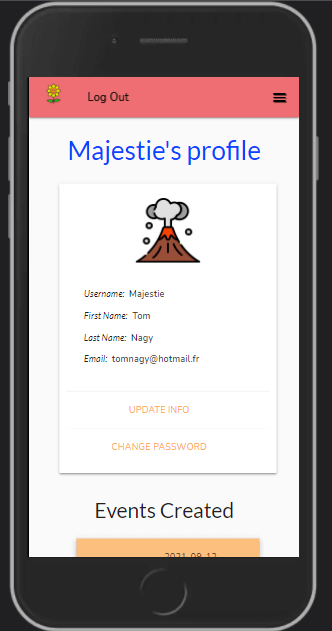 Log Out
Majestie's profile
Username: Majestie
First Name: Tom
Last Name: Nagy
Email: tomnagy@hotmail.fr
UPDATE INFO
CHANGE PASSWORD
Events Created
2021-09-12